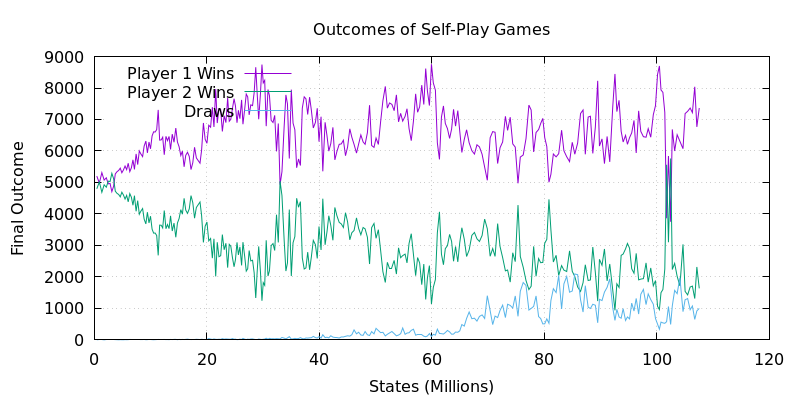 Outcomes of Self-Play Games
9000
8000
7000
6000
5000
4000
3000
2000
1000
0
Final Outcome
Player 1 Wins
Player 2 Wins
Draws
0 20 40 60 80 100 120
States (Millions)